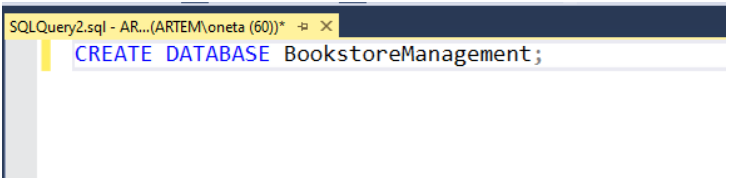 SQLQuery2.sql - AR...(ARTEM\oneta (60))*
CREATE DATABASE BookstoreManagement;